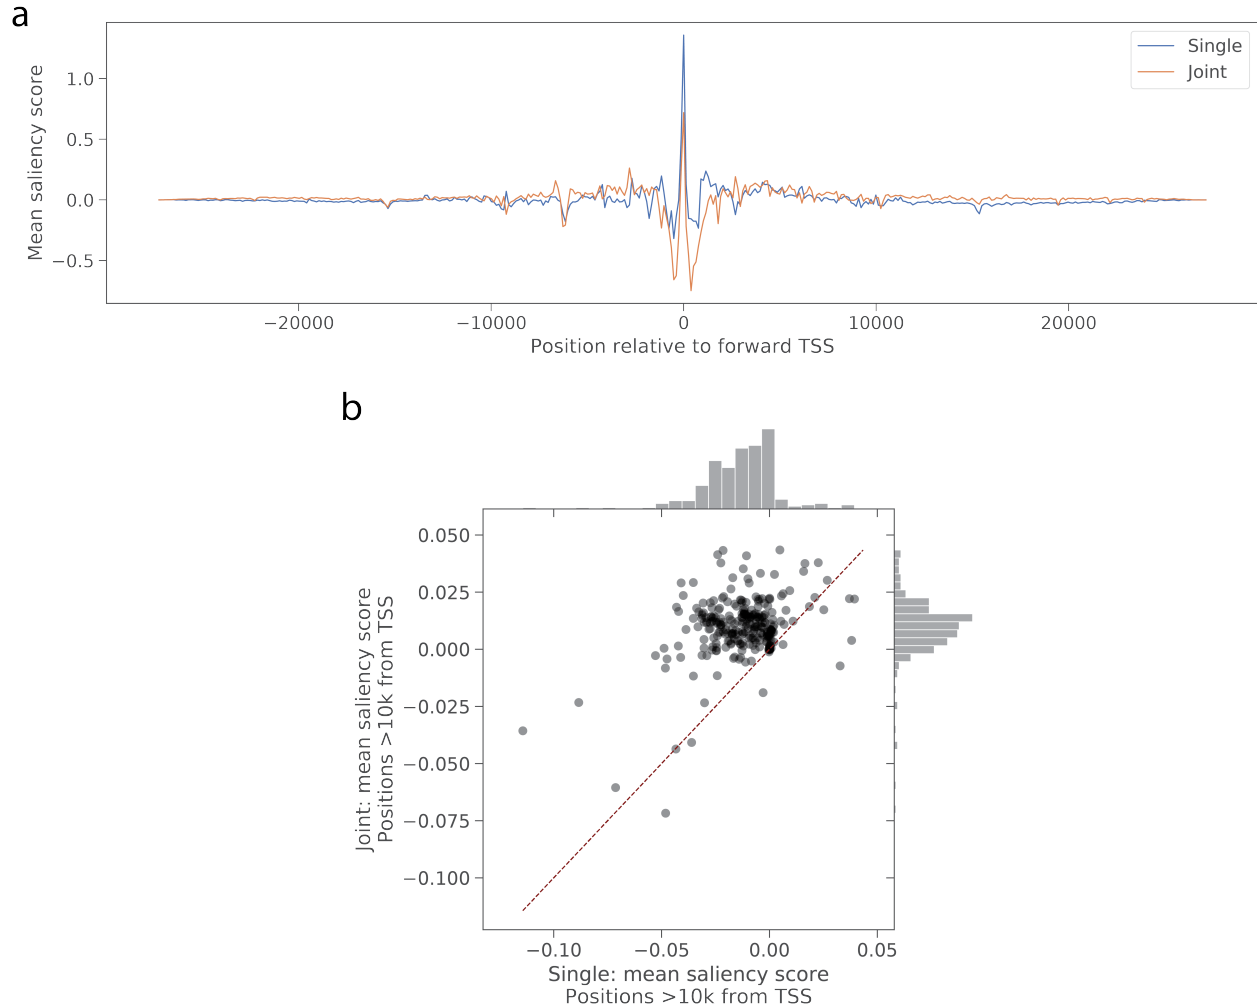 a
Mean saliency score
1.0
0.5
0.0
−0.5
Single
Joint
−20000 −10000 0 10000 20000
Position relative to forward TSS
b
Joint: mean saliency score
Positions >10k from TSS
0.050
0.025
0.000
−0.025
−0.050
−0.075
−0.100
−0.10 −0.05 0.00 0.05
Single: mean saliency score
Positions >10k from TSS